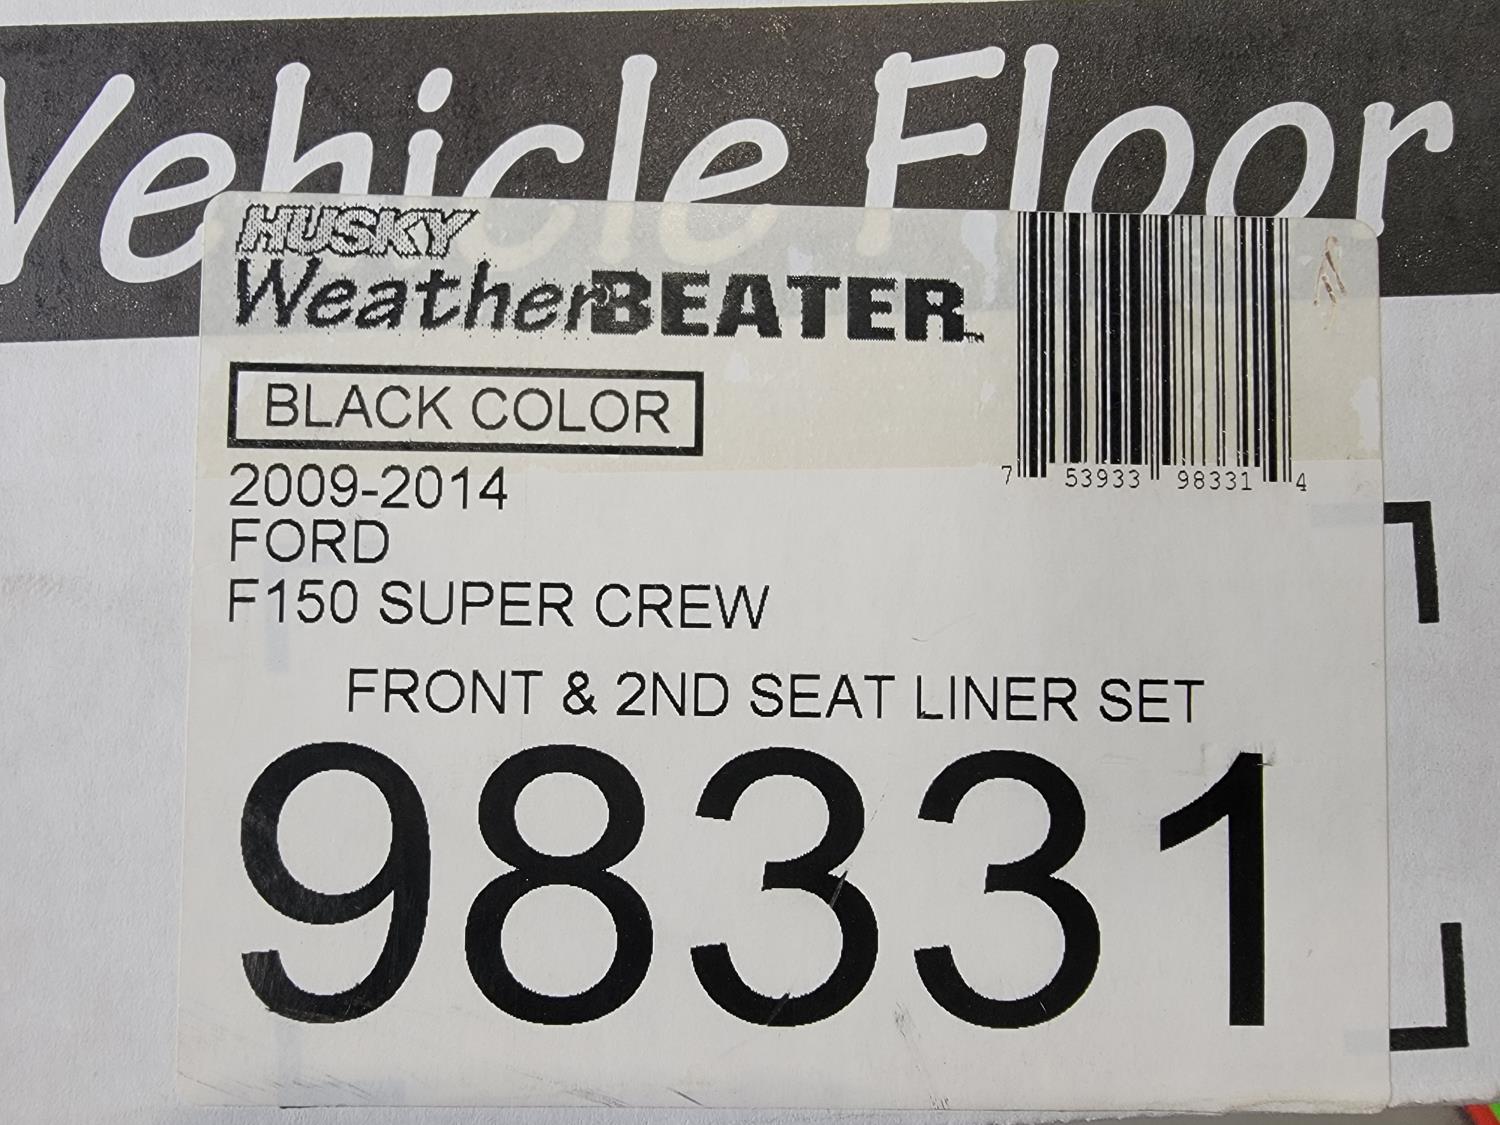 Vehicle Floor
HUSKY
WeatherBEATER™
BLACK COLOR
2009-2014
FORD
F150 SUPER CREW
7 53933 98331 4
FRONT & 2ND SEAT LINER SET
98331